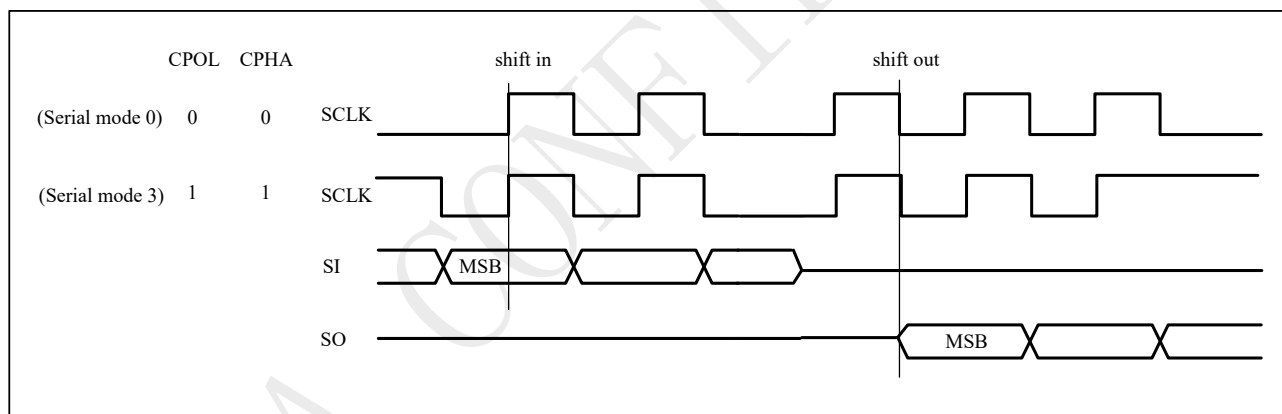 CPOL CPHA shift in shift out
(Serial mode 0) 0 0 SCLK
(Serial mode 3) 1 1 SCLK
SI MSB
SO MSB